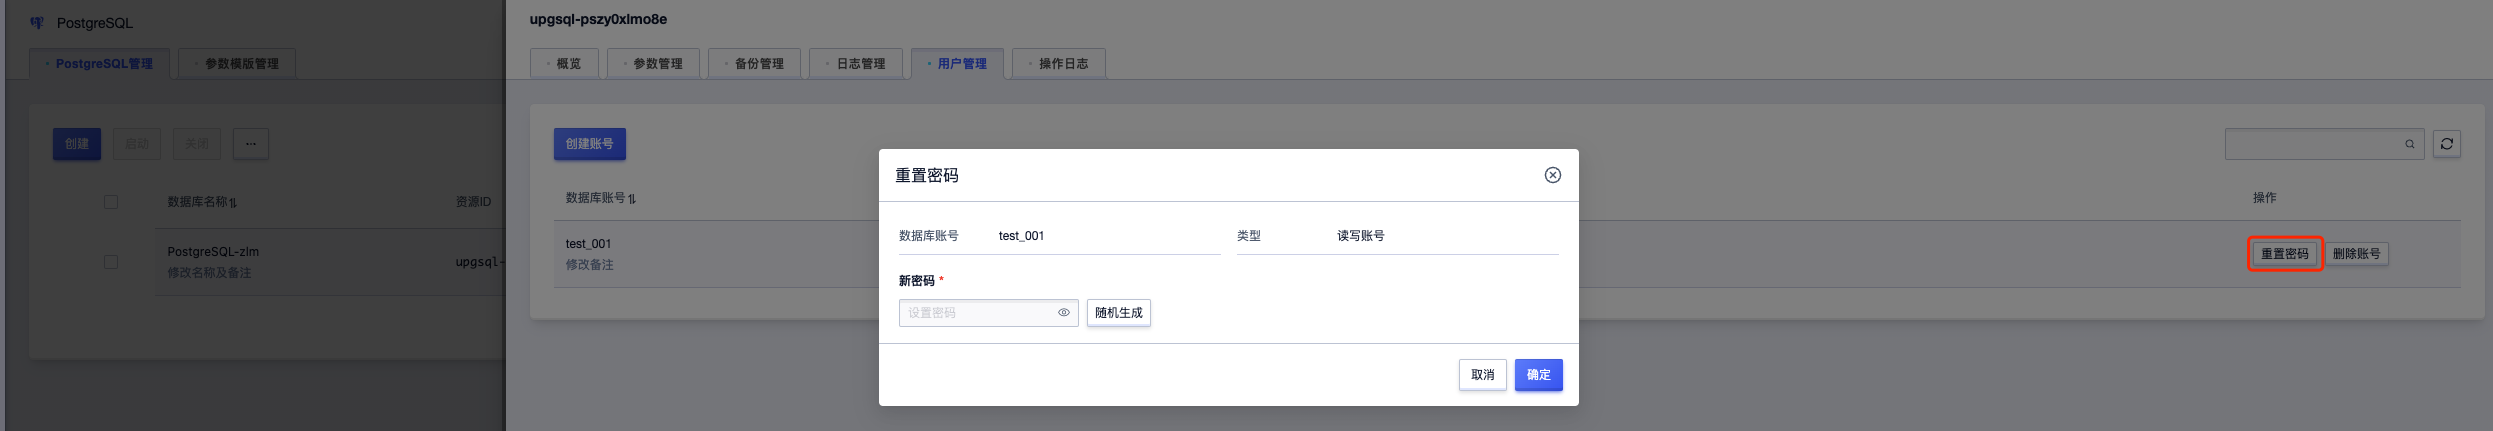 PostgreSQL
PostgreSQL管理
参数模版管理
创建
启动
关闭
...
数据库名称
资源ID
PostgreSQL-zlm
修改名称及备注
upgsql-
upgsql-pszy0xlmo8e
概览
参数管理
备份管理
日志管理
用户管理
操作日志
创建账号
数据库账号
操作
test_001
修改备注
重置密码
删除账号
重置密码
数据库账号 test_001 类型 读写账号
新密码 *
设置密码
随机生成
取消
确定